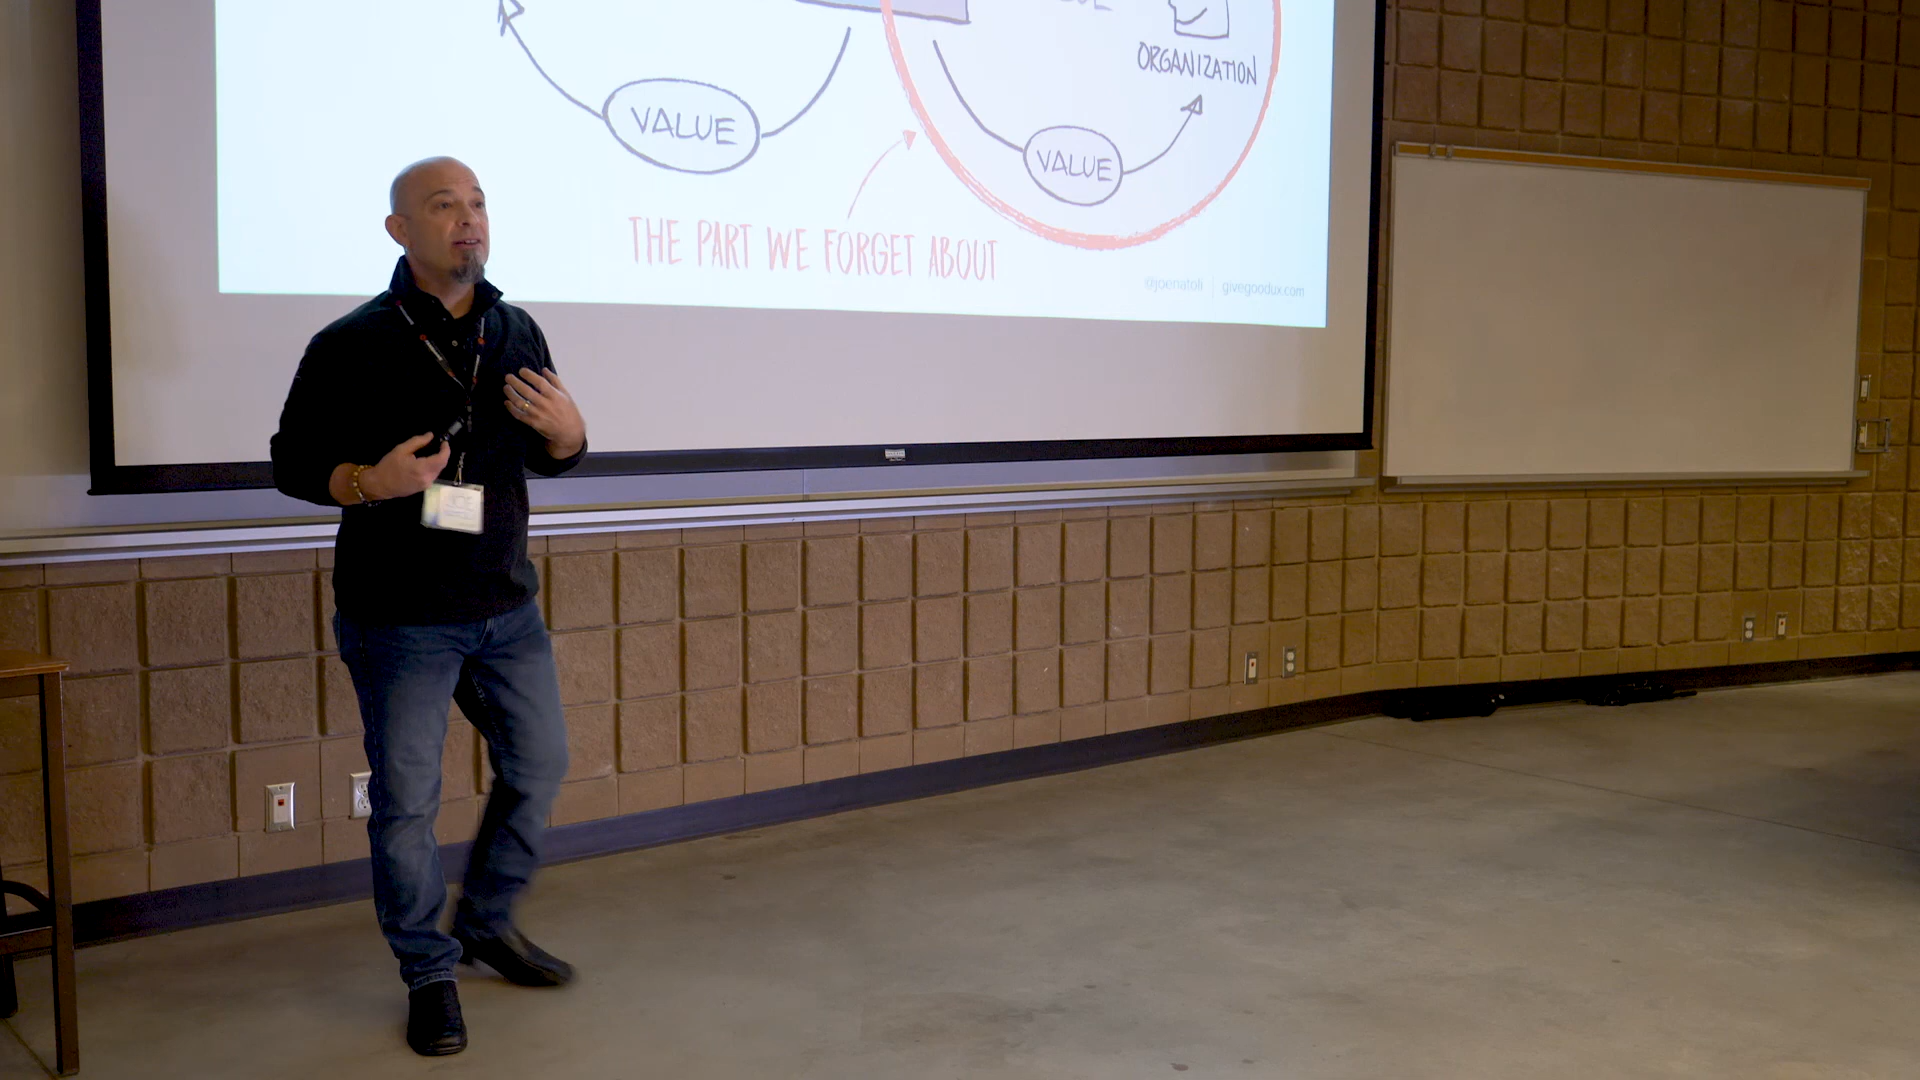 ORGANIZATION
VALUE
VALUE
THE PART WE FORGET ABOUT
@joenatoli | givegoodux.com